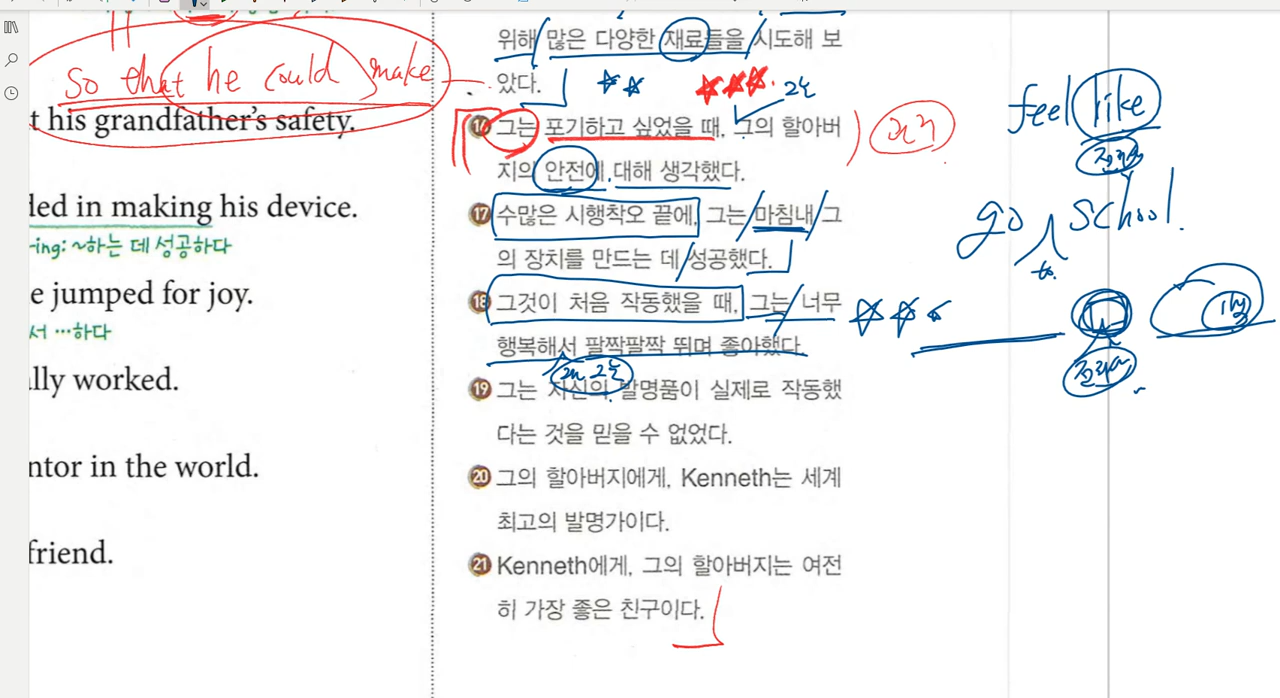 so that he could make
t his grandfather's safety.
ded in making his device.
-ing: ~하는 데 성공하다
e jumped for joy.
서 …하다
lly worked.
ntor in the world.
friend.
위해 많은 다양한 재료들을 시도해 보
았다.
2는
⑯ 그는 포기하고 싶었을 때, 그의 할아버
지의 안전에 대해 생각했다.
⑰ 수많은 시행착오 끝에, 그는 마침내 그
의 장치를 만드는 데 성공했다.
⑱ 그것이 처음 작동했을 때, 그는 너무
행복해서 팔짝팔짝 뛰며 좋아했다.
⑲ 그는 자신의 발명품이 실제로 작동했
다는 것을 믿을 수 없었다.
⑳ 그의 할아버지에게, Kenneth는 세계
최고의 발명가이다.
㉑ Kenneth에게, 그의 할아버지는 여전
히 가장 좋은 친구이다.
feel like
전치사
go school.
to
전치사